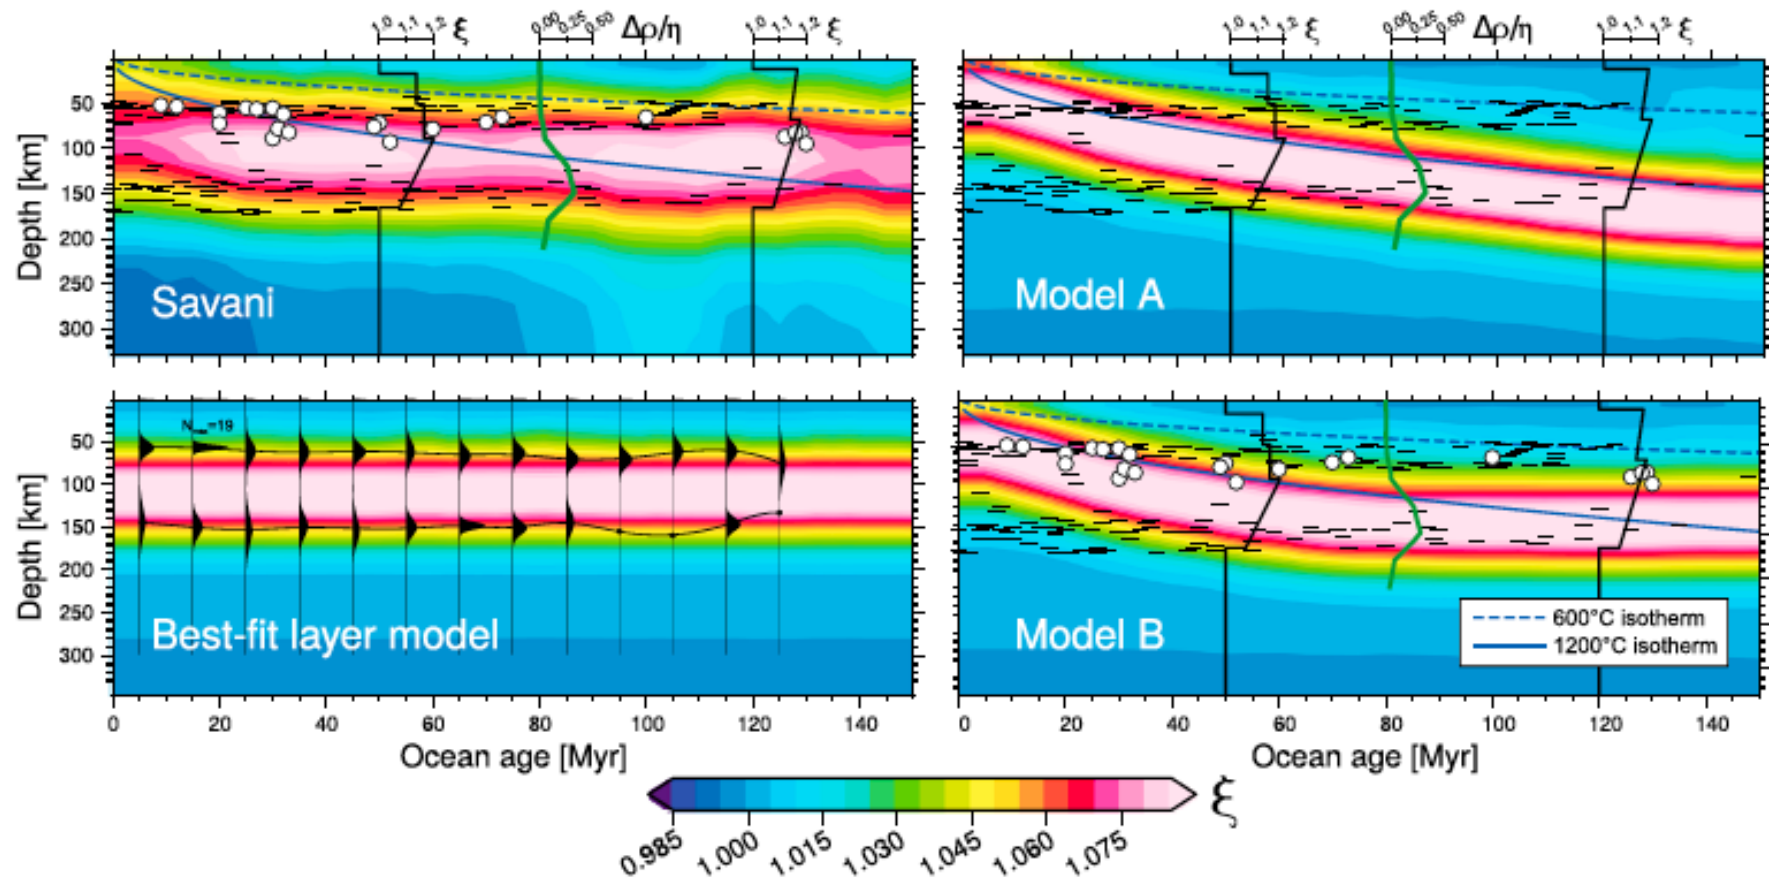 1.0 1.1 1.2 ξ 0.00 0.25 0.50 Δρ/η 1.0 1.1 1.2 ξ
1.0 1.1 1.2 ξ 0.00 0.25 0.50 Δρ/η 1.0 1.1 1.2 ξ
Depth [km]
50
100
150
200
250
300
Savani
Model A
Depth [km]
50
100
150
200
250
300
=19
Best-fit layer model
Model B
600°C isotherm
1200°C isotherm
0 20 40 60 80 100 120 140
Ocean age [Myr]
0 20 40 60 80 100 120 140
Ocean age [Myr]
0.985 1.000 1.015 1.030 1.045 1.060 1.075
ξ